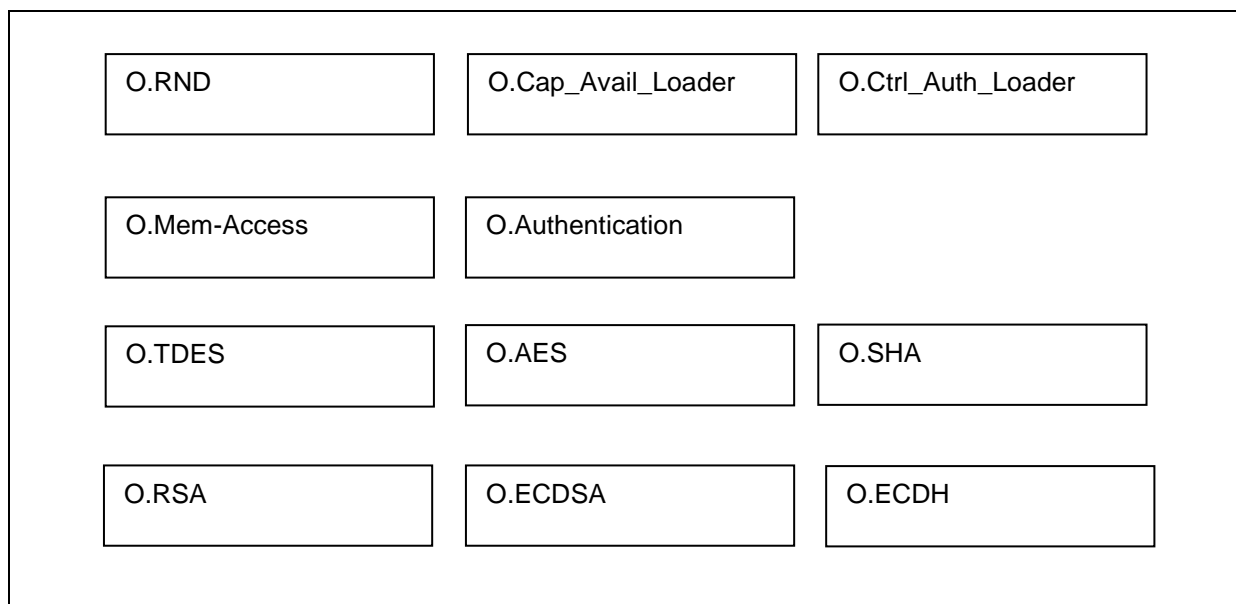 O.RND
O.Cap_Avail_Loader
O.Ctrl_Auth_Loader
O.Mem-Access
O.Authentication
O.TDES
O.AES
O.SHA
O.RSA
O.ECDSA
O.ECDH